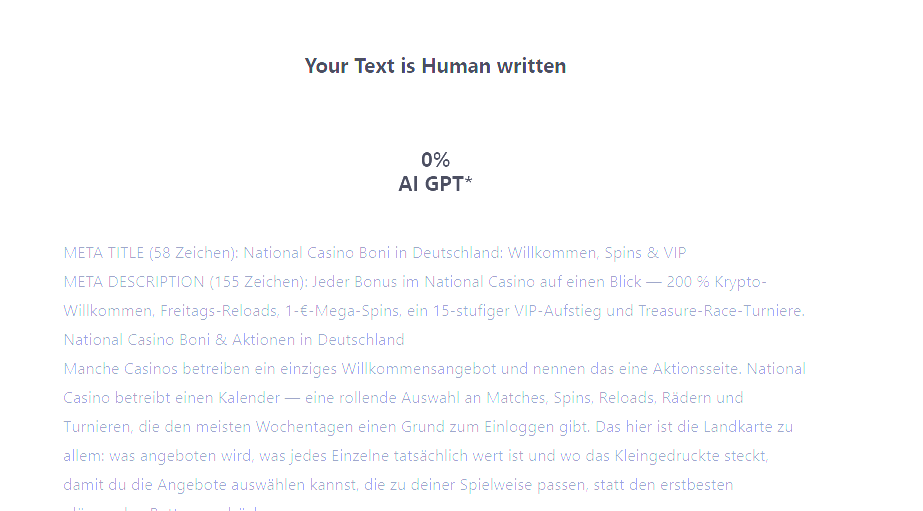 Your Text is Human written
0%
AI GPT*
META TITLE (58 Zeichen): National Casino Boni in Deutschland: Willkommen, Spins & VIP
META DESCRIPTION (155 Zeichen): Jeder Bonus im National Casino auf einen Blick — 200 % Krypto-
Willkommen, Freitags-Reloads, 1-€-Mega-Spins, ein 15-stufiger VIP-Aufstieg und Treasure-Race-Turniere.
National Casino Boni & Aktionen in Deutschland
Manche Casinos betreiben ein einziges Willkommensangebot und nennen das eine Aktionsseite. National
Casino betreibt einen Kalender — eine rollende Auswahl an Matches, Spins, Reloads, Rädern und
Turnieren, die den meisten Wochentagen einen Grund zum Einloggen gibt. Das hier ist die Landkarte zu
allem: was angeboten wird, was jedes Einzelne tatsächlich wert ist und wo das Kleingedruckte steckt,
damit du die Angebote auswählen kannst, die zu deiner Spielweise passen, statt den erstbesten